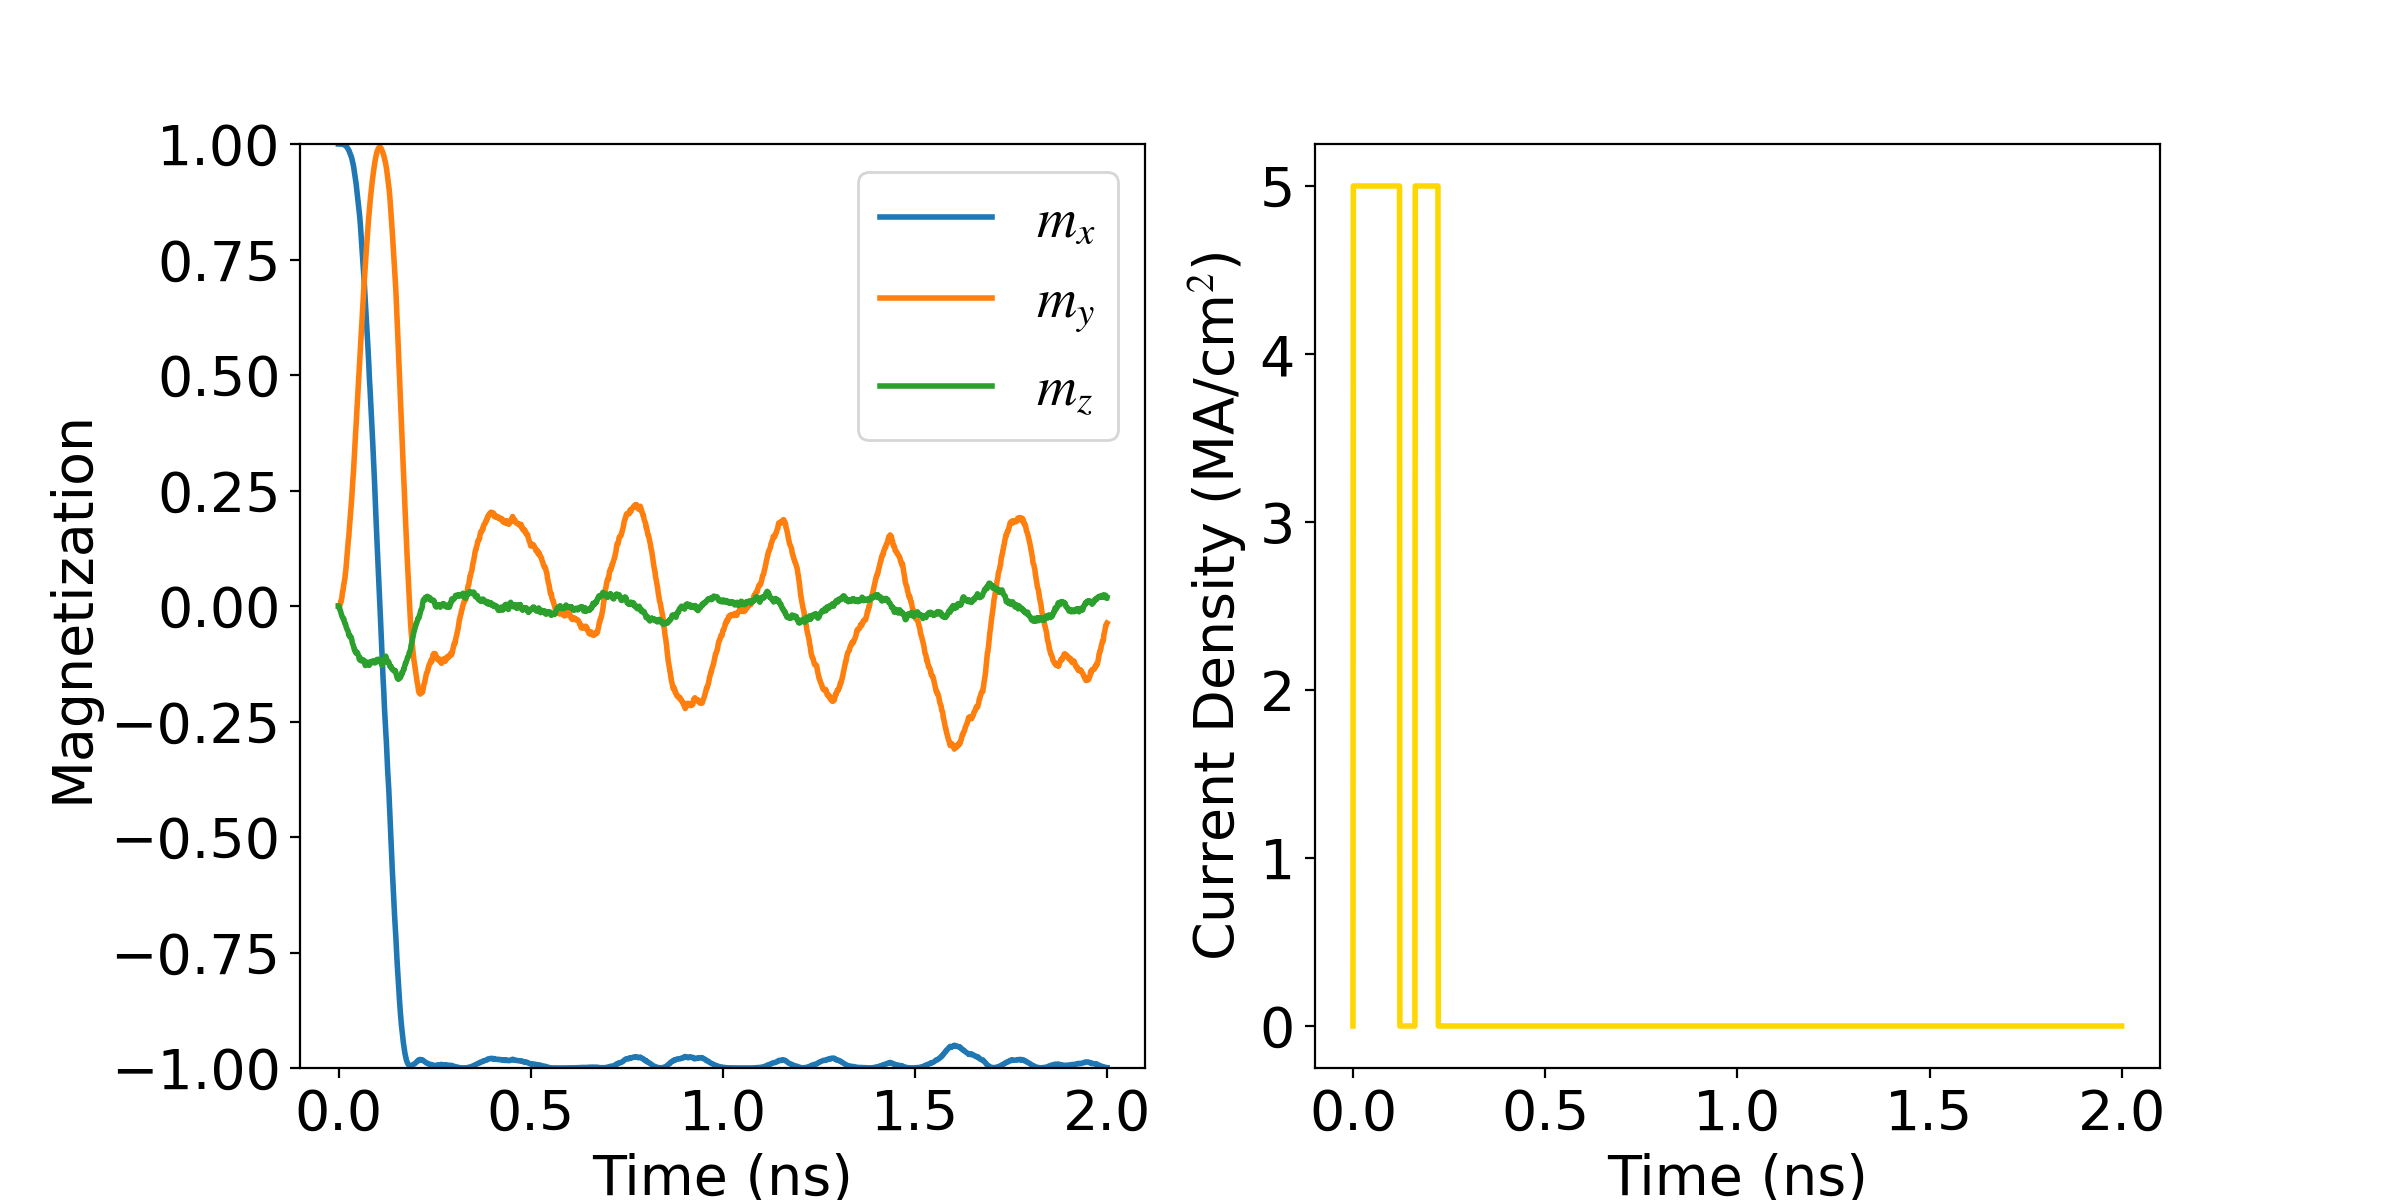 Magnetization
1.00
0.75
0.50
0.25
0.00
−0.25
−0.50
−0.75
−1.00
0.0 0.5 1.0 1.5 2.0
Time (ns)
mₓ
m_y
m_z
Current Density (MA/cm²)
5
4
3
2
1
0
0.0 0.5 1.0 1.5 2.0
Time (ns)